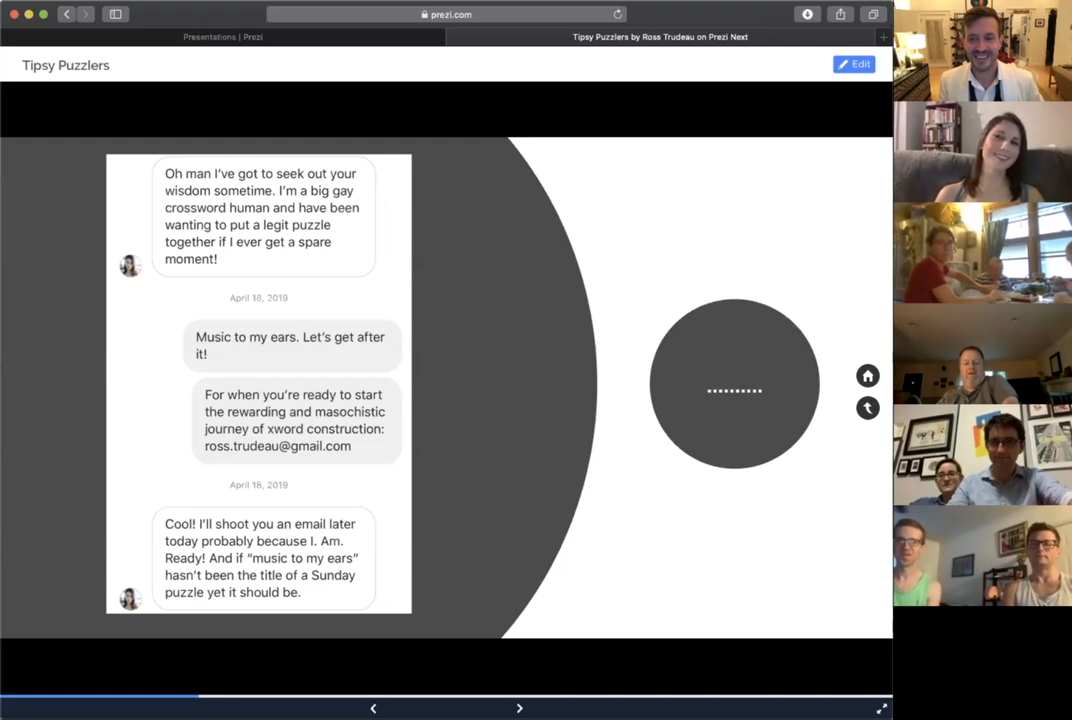 prezi.com
Presentations | Prezi
Tipsy Puzzlers by Ross Trudeau on Prezi Next
Tipsy Puzzlers
Edit
Oh man I've got to seek out your
wisdom sometime. I'm a big gay
crossword human and have been
wanting to put a legit puzzle
together if I ever get a spare
moment!
April 18, 2019
Music to my ears. Let's get after
it!
For when you're ready to start
the rewarding and masochistic
journey of xword construction:
ross.trudeau@gmail.com
April 18, 2019
Cool! I'll shoot you an email later
today probably because I. Am.
Ready! And if "music to my ears"
hasn't been the title of a Sunday
puzzle yet it should be.
..........